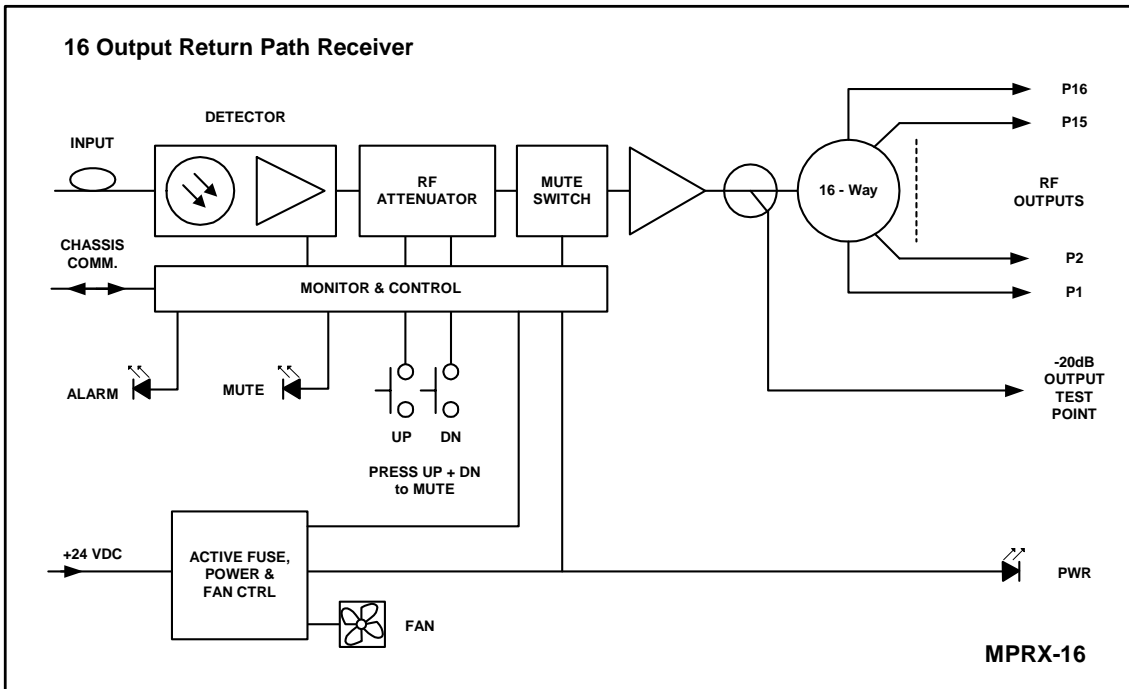 16 Output Return Path Receiver
P16
DETECTOR
P15
INPUT
RF
ATTENUATOR
MUTE
SWITCH
16 - Way
RF
OUTPUTS
CHASSIS
COMM.
P2
MONITOR & CONTROL
P1
ALARM
MUTE
-20dB
OUTPUT
TEST
POINT
UP
DN
PRESS UP + DN
to MUTE
+24 VDC
ACTIVE FUSE,
POWER &
FAN CTRL
PWR
FAN
MPRX-16